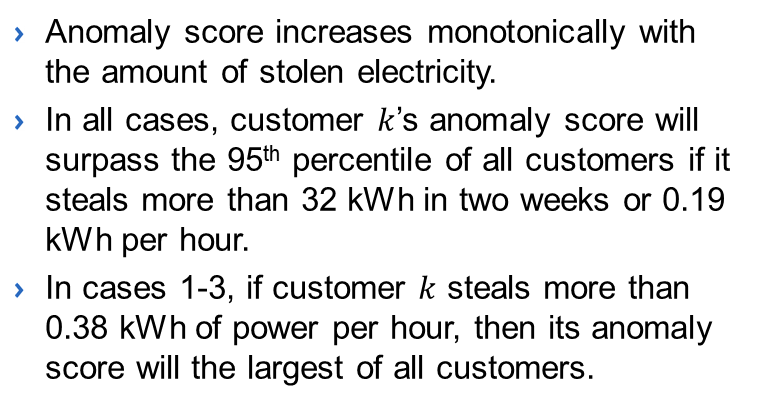 › Anomaly score increases monotonically with
the amount of stolen electricity.
› In all cases, customer k's anomaly score will
surpass the 95th percentile of all customers if it
steals more than 32 kWh in two weeks or 0.19
kWh per hour.
› In cases 1-3, if customer k steals more than
0.38 kWh of power per hour, then its anomaly
score will the largest of all customers.